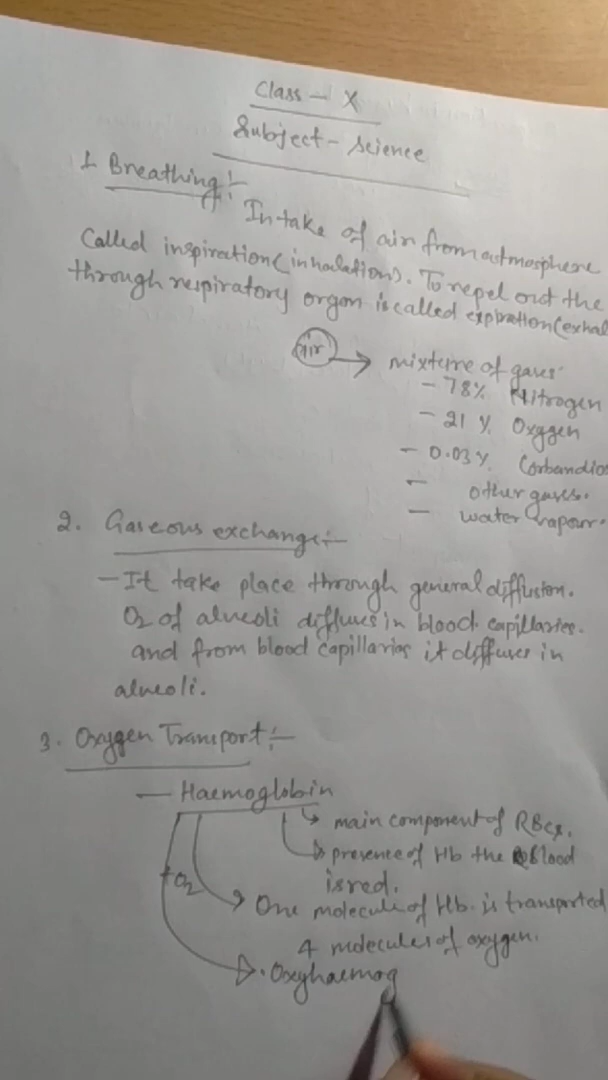 Class - X
Subject - Science
1 Breathing :-
Intake of air from autmosphere
Called inspiration (inhalations). To repel out the
through respiratory organ is called expiration (exhal
air → mixture of gases
- 78% Nitrogen
- 21 % Oxygen
- 0.03 % Corbandio
- other gases.
- water vapour.
2. Gaseous exchange :-
- It take place through general diffusion.
O2 of alveoli diffuses in blood capillaries.
and from blood capillaries it diffuses in
alveoli.
3. Oxygen Transport :-
- Haemoglobin
→ main component of RBCs.
→ presence of Hb the Blood
is red.
+O2
→ One molecule of Hb. is transported
4 molecules of oxygen.
→ . Oxyhaemog